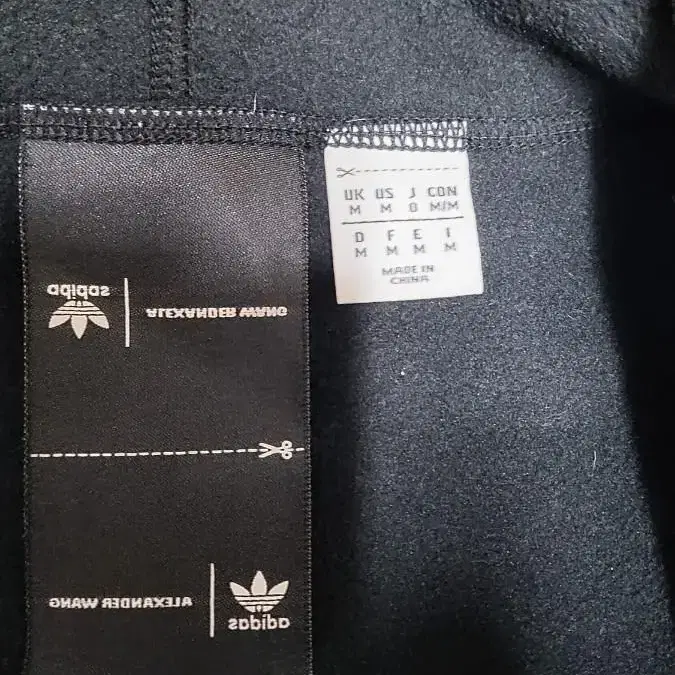 adidas
ALEXANDER WANG
ALEXANDER WANG
adidas
UK US J CON
M M O M/M
D F E I
M M M M
MADE IN
CHINA